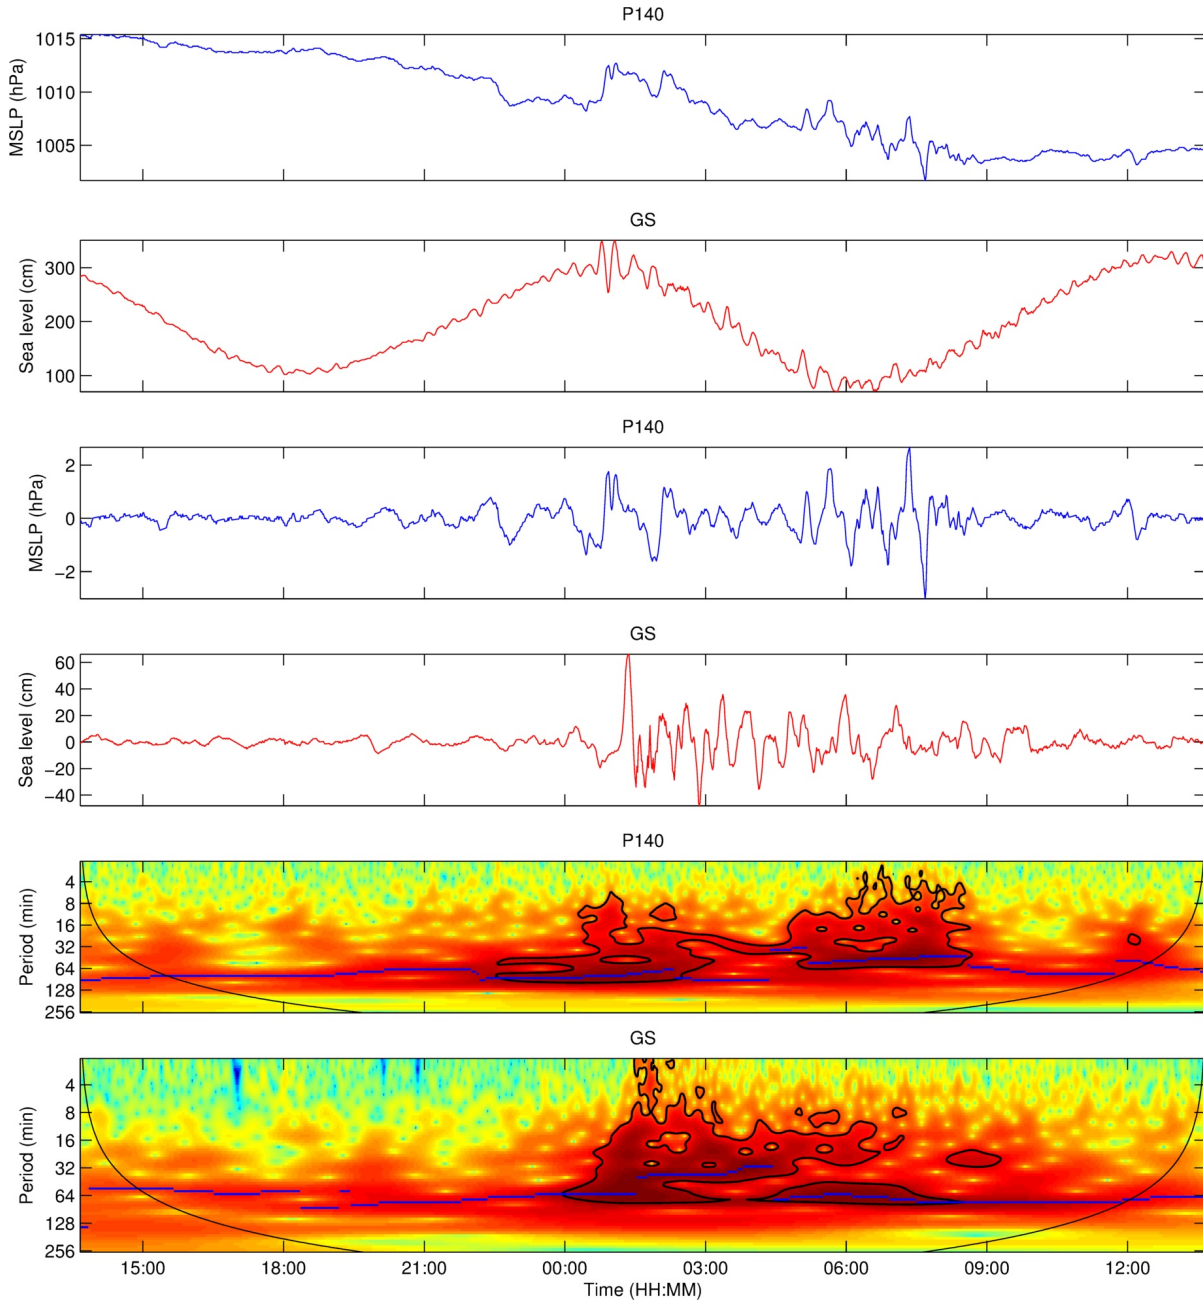 P140
MSLP (hPa)
1015
1010
1005
GS
Sea level (cm)
300
200
100
P140
MSLP (hPa)
2
0
−2
GS
Sea level (cm)
60
40
20
0
−20
−40
P140
Period (min)
4
8
16
32
64
128
256
GS
Period (min)
4
8
16
32
64
128
256
15:00 18:00 21:00 00:00 03:00 06:00 09:00 12:00
Time (HH:MM)